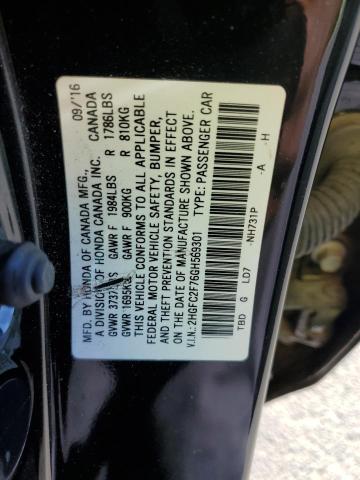 MFD. BY HONDA OF CANADA MFG., 09/'16
A DIVISION OF HONDA CANADA INC. CANADA
GVWR 3737LBS GAWR F 1984LBS R 1786LBS
GVWR 1695KG GAWR F 900KG R 810KG
THIS VEHICLE CONFORMS TO ALL APPLICABLE
FEDERAL MOTOR VEHICLE SAFETY, BUMPER,
AND THEFT PREVENTION STANDARDS IN EFFECT
ON THE DATE OF MANUFACTURE SHOWN ABOVE.
V.I.N.: 2HGFC2F76GH569301 TYPE: PASSENGER CAR
TBD G LD7 -NH731P -A H